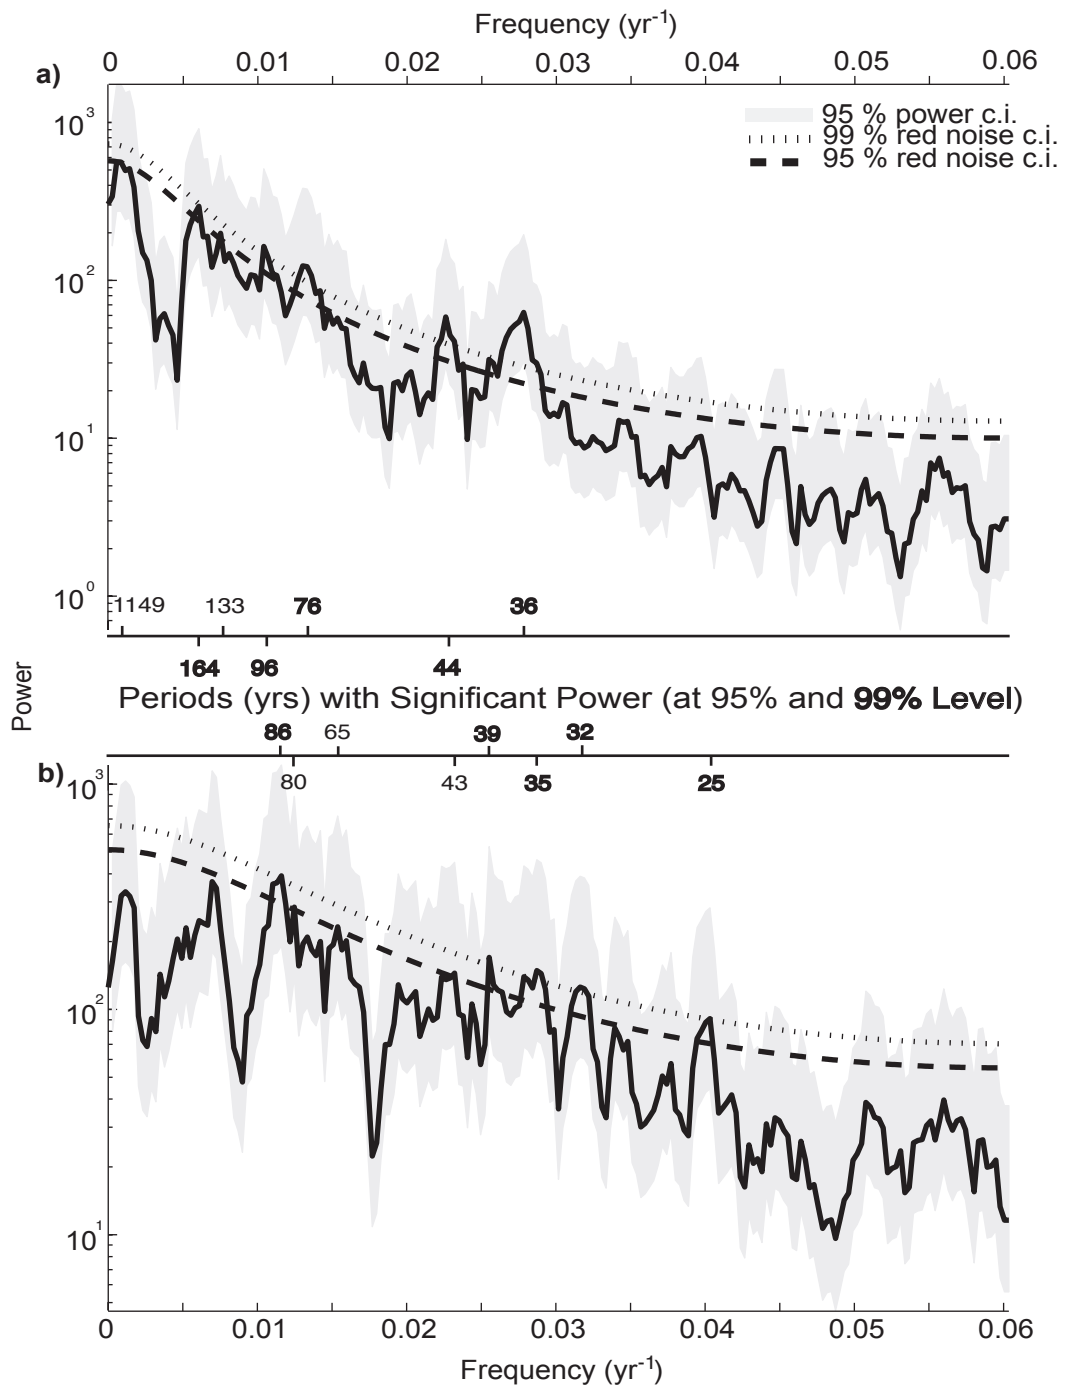 Frequency (yr-1)
0 0.01 0.02 0.03 0.04 0.05 0.06
a)
10 3
95 % power c.i.
99 % red noise c.i.
95 % red noise c.i.
10 2
10 1
10 0
1149 133 76 36
164 96 44
Power
Periods (yrs) with Significant Power (at 95% and 99% Level)
86 65 39 32
80 43 35 25
b)
10 3
10 2
10 1
0 0.01 0.02 0.03 0.04 0.05 0.06
Frequency (yr-1)